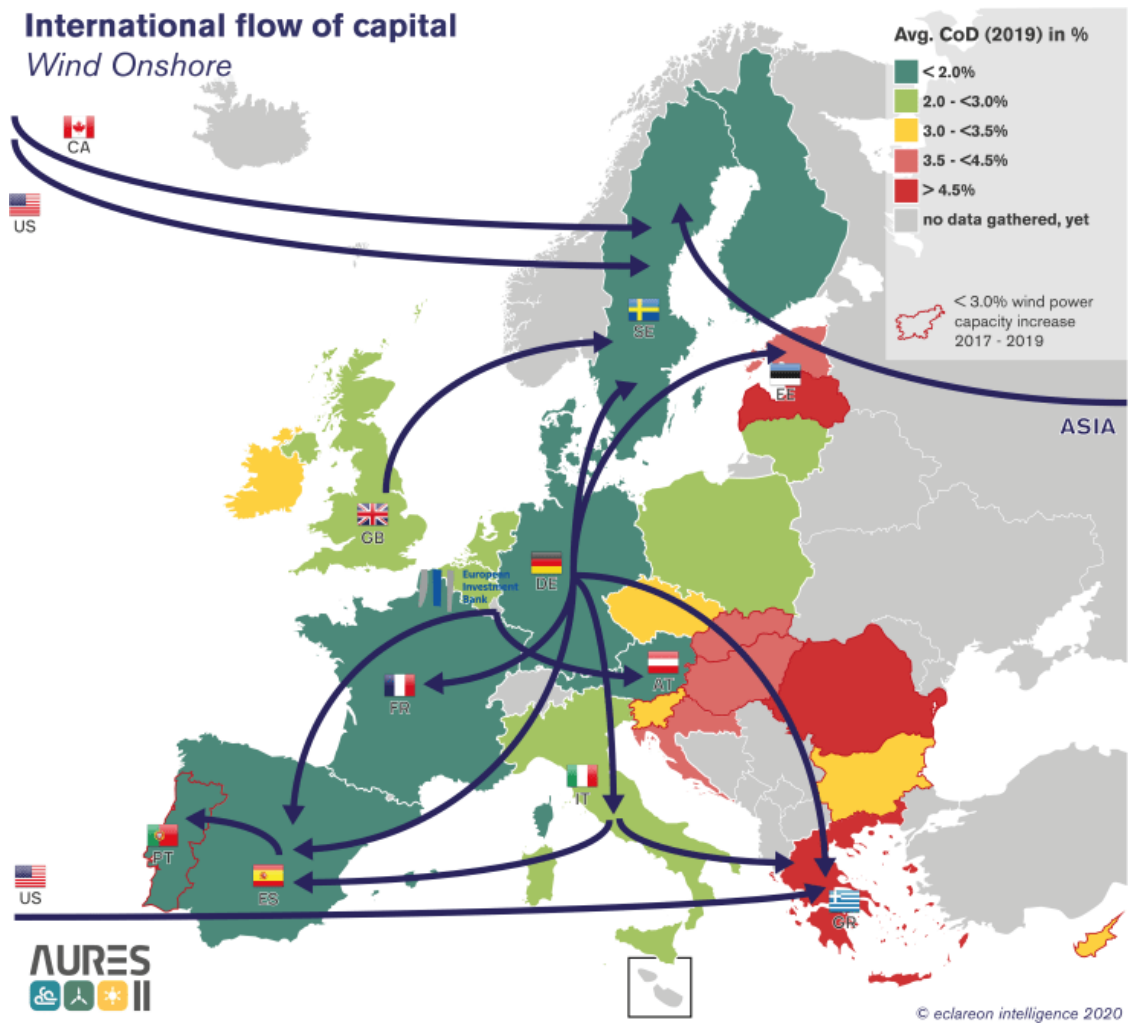 International flow of capital
Wind Onshore
Avg. CoD (2019) in %
< 2.0%
2.0 - <3.0%
3.0 - <3.5%
3.5 - <4.5%
> 4.5%
no data gathered, yet
< 3.0% wind power
capacity increase
2017 - 2019
CA
US
SE
EE
ASIA
GB
European
Investment
Bank
DE
AT
FR
IT
PT
ES
US
GR
AURES
II
© eclareon intelligence 2020